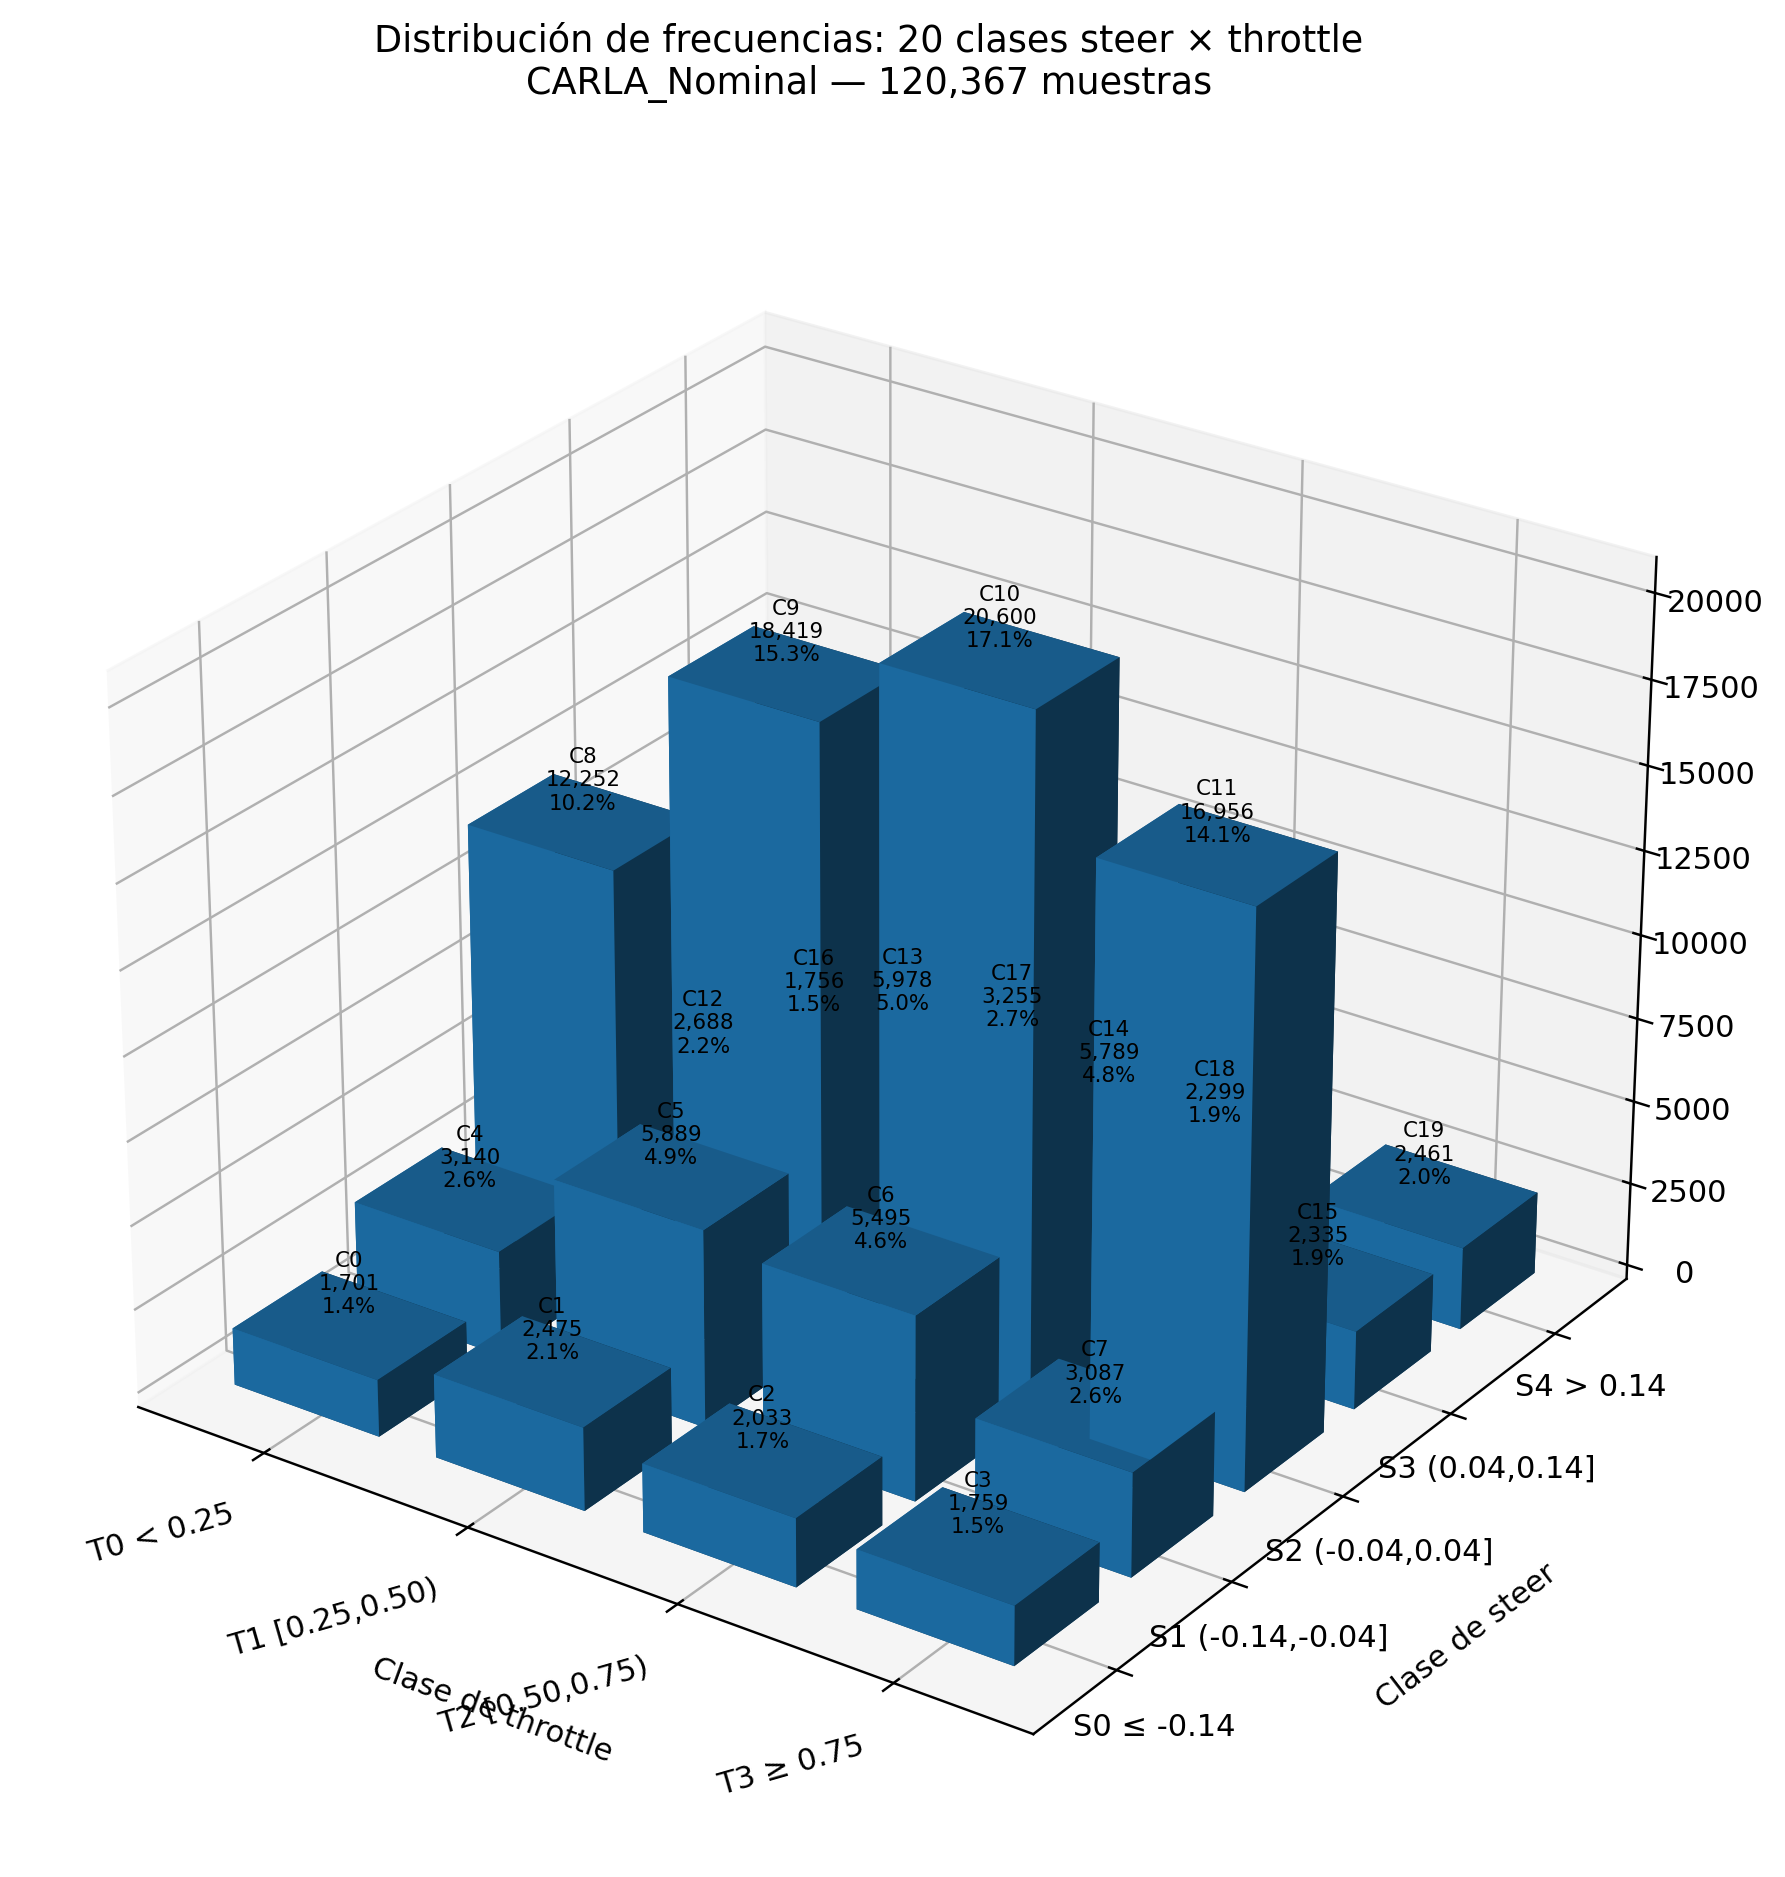 Distribución de frecuencias: 20 clases steer × throttle
CARLA_Nominal — 120,367 muestras
C10
20,600
17.1%
C9
18,419
15.3%
C8
12,252
10.2%
C11
16,956
14.1%
C16
1,756
1.5%
C13
5,978
5.0%
C17
3,255
2.7%
C12
2,688
2.2%
C14
5,789
4.8%
C18
2,299
1.9%
C5
5,889
4.9%
C4
3,140
2.6%
C19
2,461
2.0%
C6
5,495
4.6%
C15
2,335
1.9%
C0
1,701
1.4%
C1
2,475
2.1%
C7
3,087
2.6%
C2
2,033
1.7%
C3
1,759
1.5%
20000
17500
15000
12500
10000
7500
5000
2500
0
S4 > 0.14
S3 (0.04,0.14]
S2 (-0.04,0.04]
S1 (-0.14,-0.04]
S0 ≤ -0.14
Clase de steer
T0 < 0.25
T1 [0.25,0.50)
T2 [0.50,0.75)
T3 ≥ 0.75
Clase de throttle